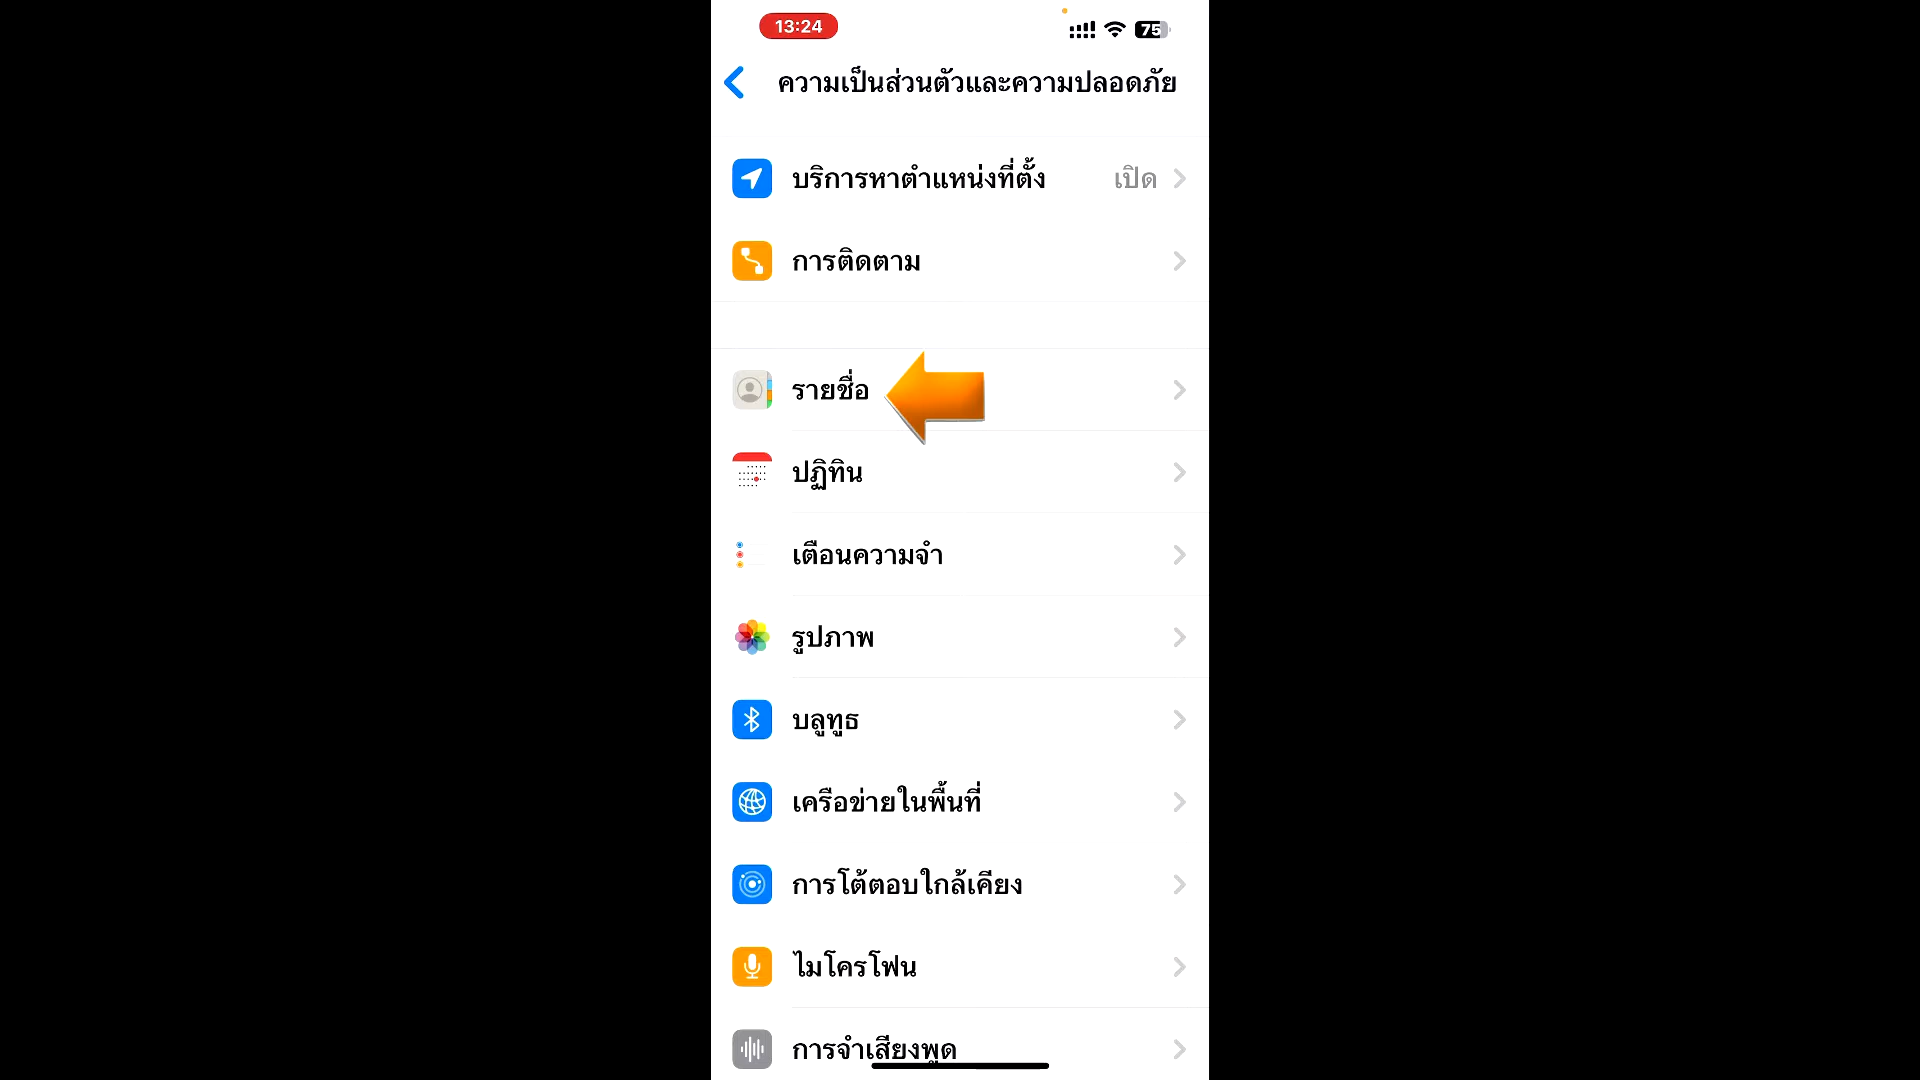 13:24
75
ความเป็นส่วนตัวและความปลอดภัย
บริการหาตำแหน่งที่ตั้ง เปิด
การติดตาม
รายชื่อ
ปฏิทิน
เตือนความจำ
รูปภาพ
บลูทูธ
เครือข่ายในพื้นที่
การโต้ตอบใกล้เคียง
ไมโครโฟน
การจำเสียงพูด